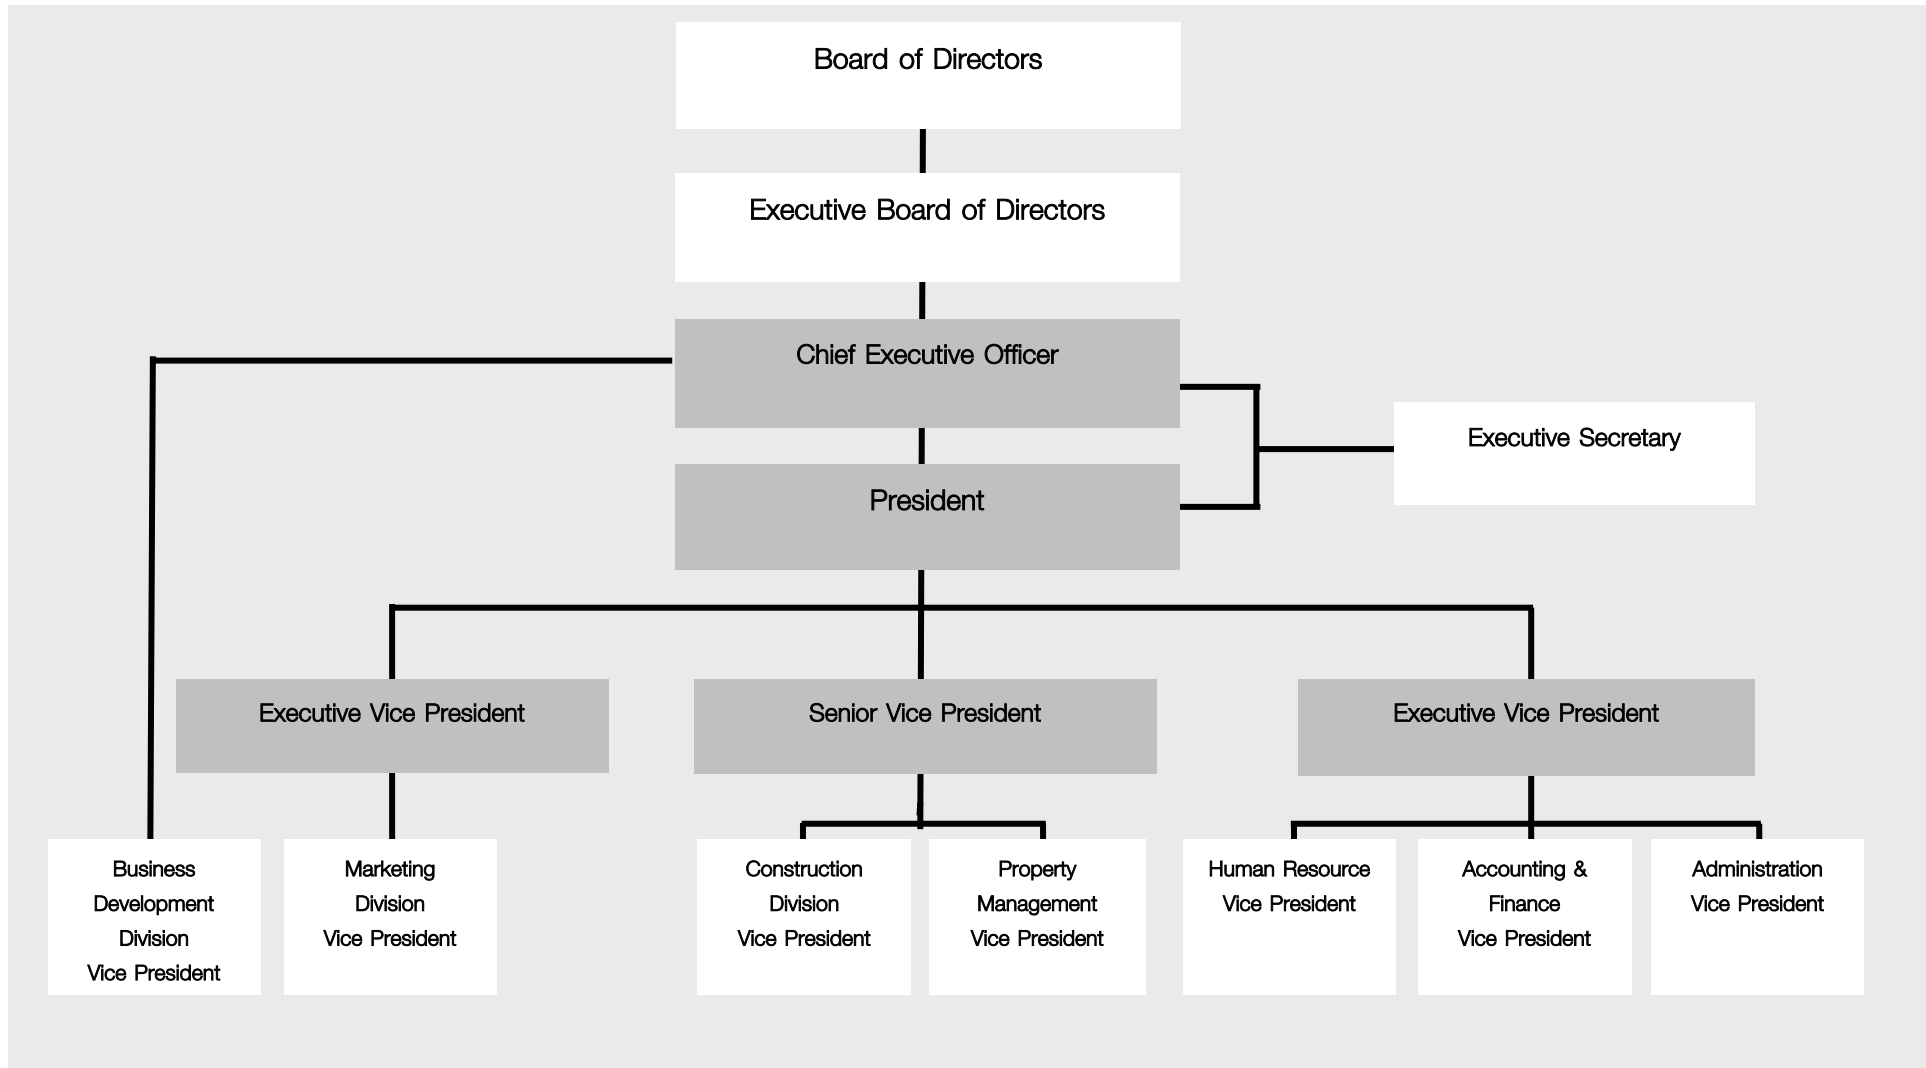 Board of Directors
Executive Board of Directors
Chief Executive Officer
Executive Secretary
President
Executive Vice President
Senior Vice President
Executive Vice President
Business
Development
Division
Vice President
Marketing
Division
Vice President
Construction
Division
Vice President
Property
Management
Vice President
Human Resource
Vice President
Accounting &
Finance
Vice President
Administration
Vice President